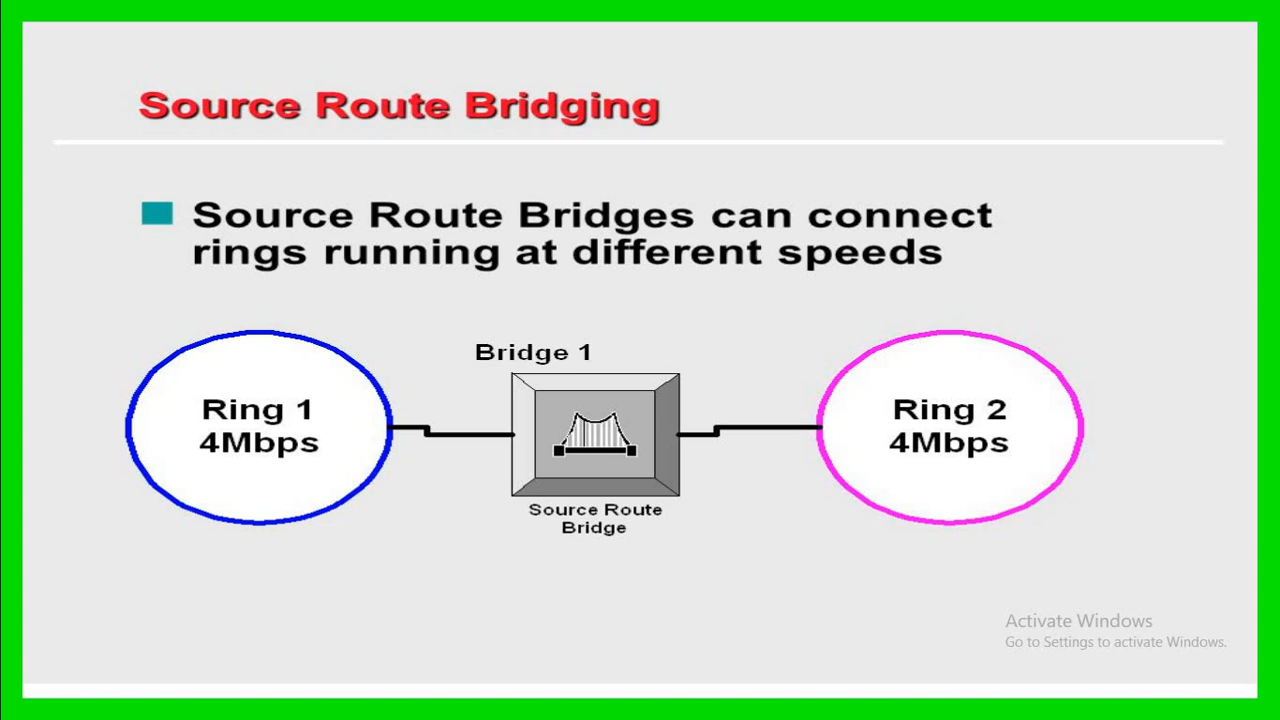 Source Route Bridging
Source Route Bridges can connect
rings running at different speeds
Bridge 1
Ring 1
4Mbps
Ring 2
4Mbps
Source Route
Bridge
Activate Windows
Go to Settings to activate Windows.